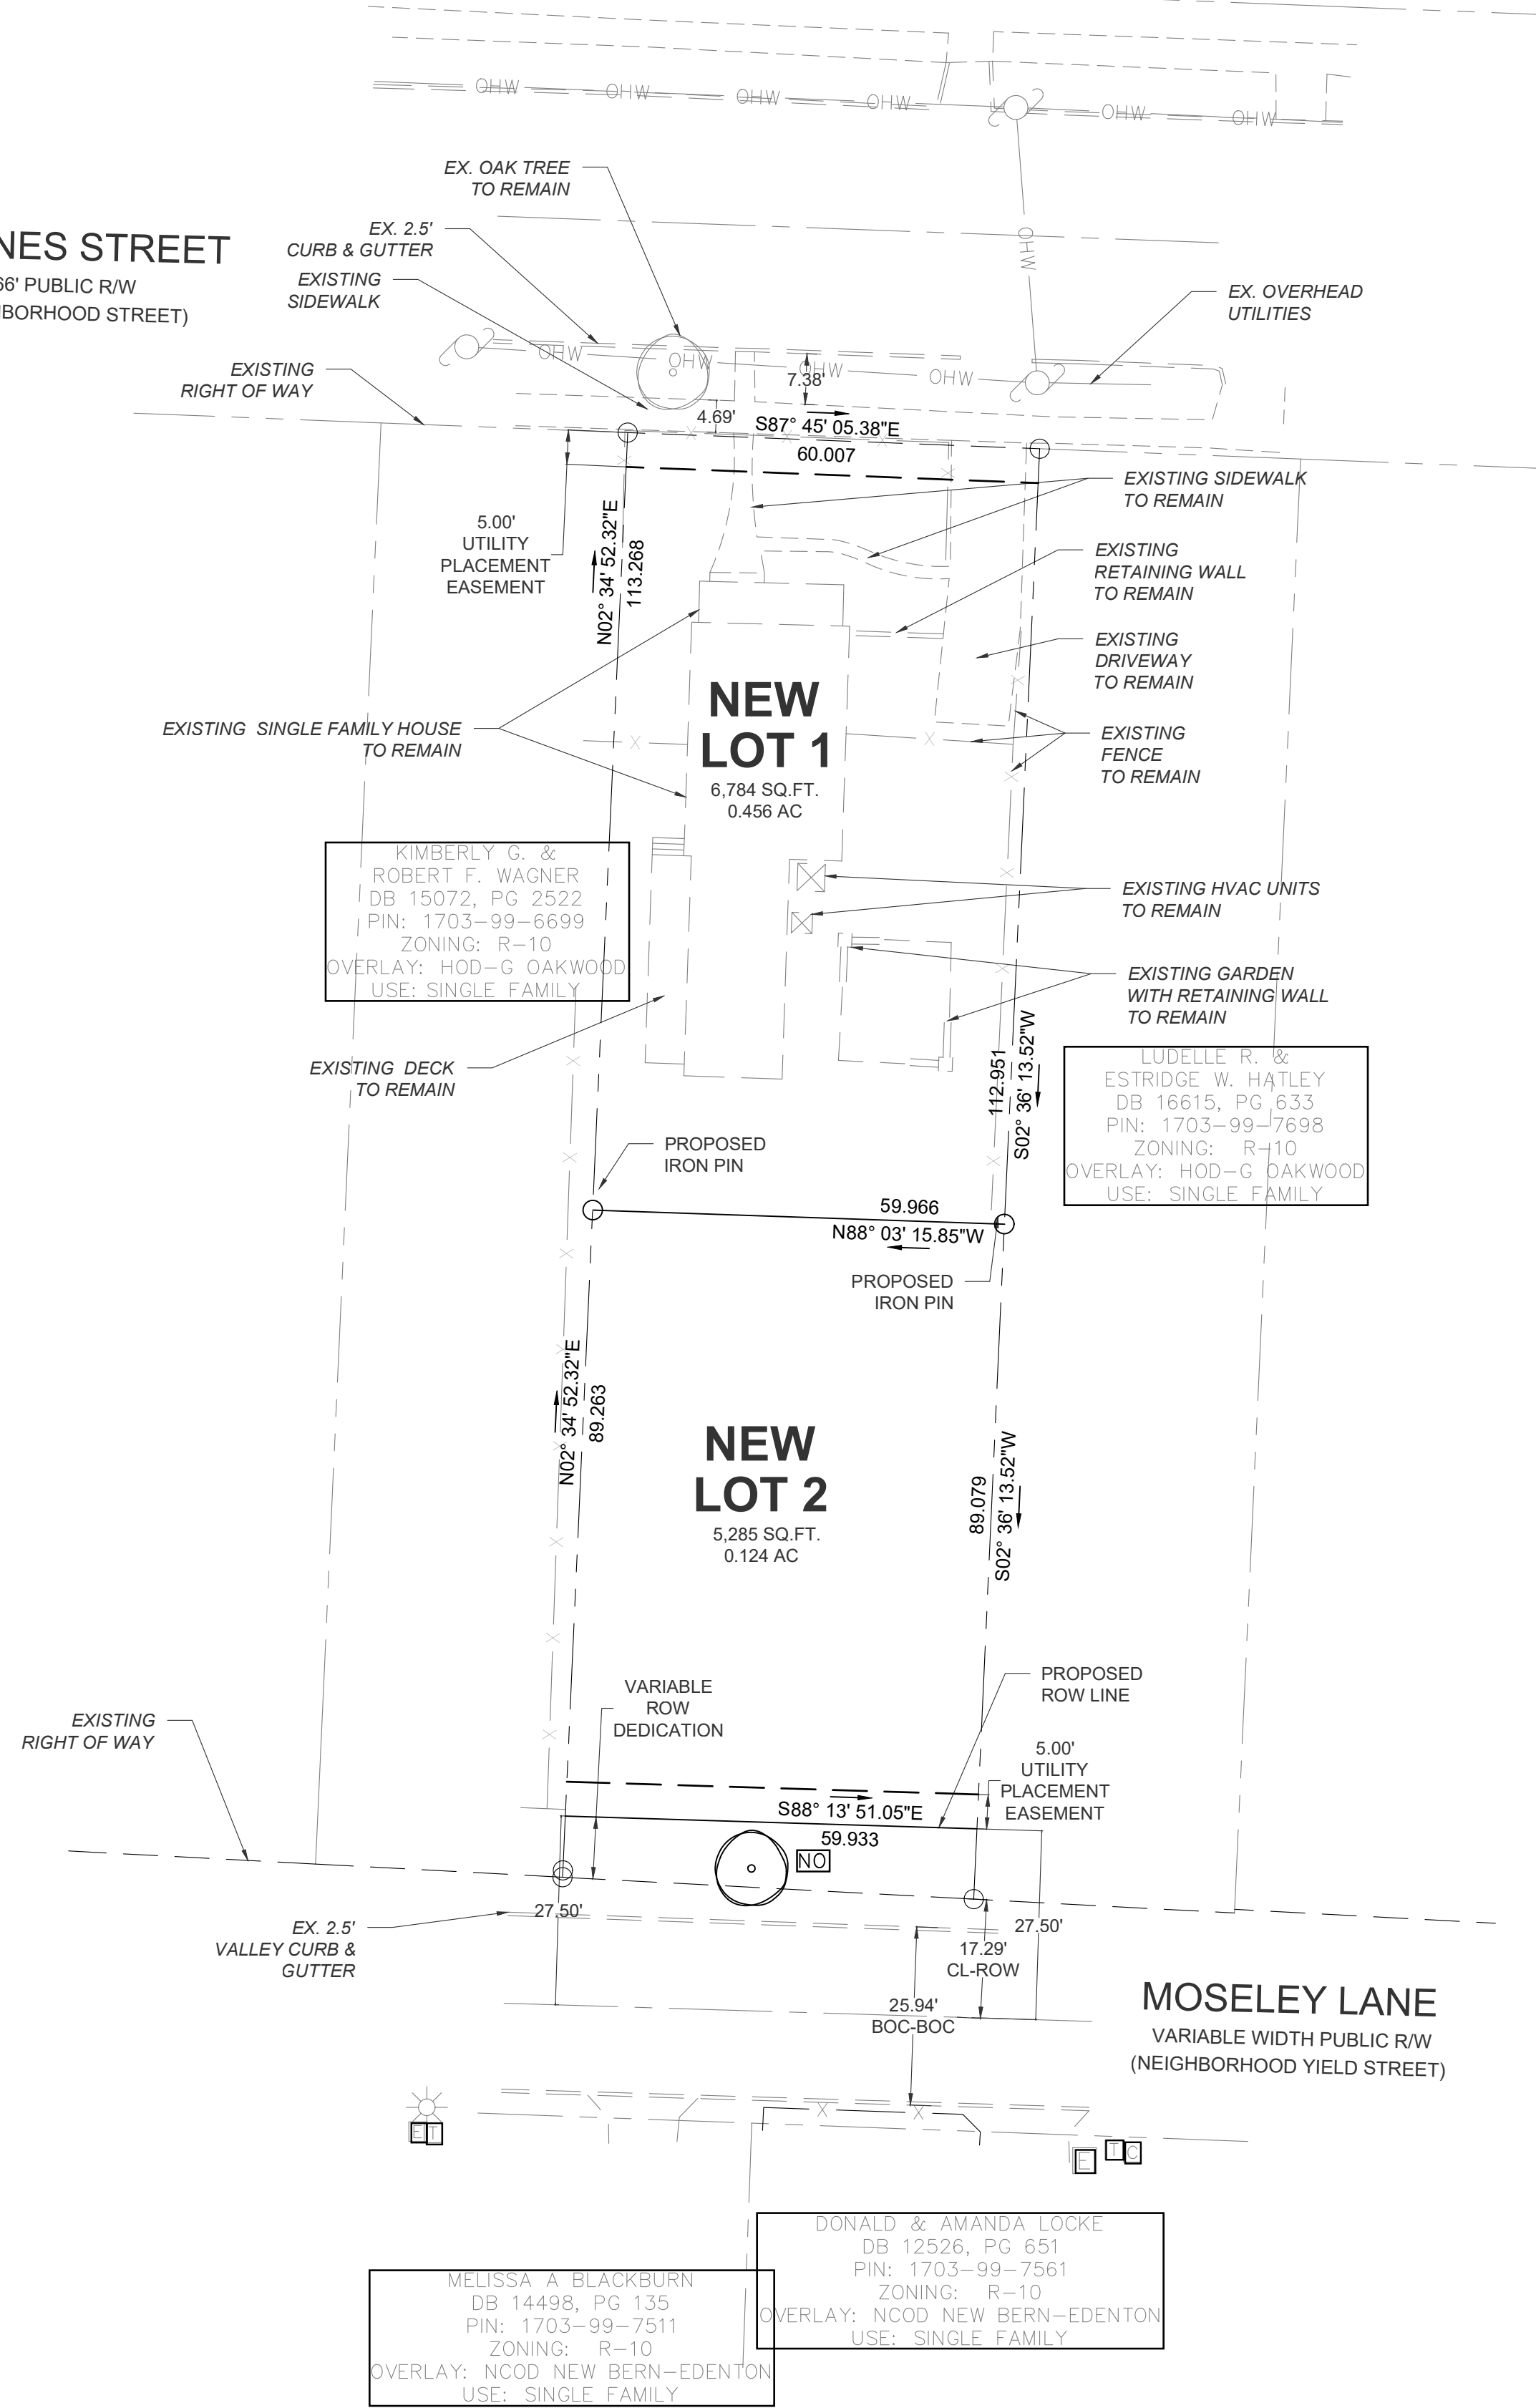 OHW
OHW
OHW
OHW
OHW
OHW
OHW
EX. OAK TREE
TO REMAIN
NES STREET
66' PUBLIC R/W
BORHOOD STREET)
EX. 2.5'
CURB & GUTTER
EXISTING
SIDEWALK
EX. OVERHEAD
UTILITIES
EXISTING
RIGHT OF WAY
OHW
OHW
OHW
OHW
7.38'
4.69'
S87° 45' 05.38"E
60.007
5.00'
UTILITY
PLACEMENT
EASEMENT
N02° 34' 52.32"E
113.268
EXISTING SIDEWALK
TO REMAIN
EXISTING
RETAINING WALL
TO REMAIN
EXISTING
DRIVEWAY
TO REMAIN
NEW
LOT 1
6,784 SQ.FT.
0.456 AC
EXISTING SINGLE FAMILY HOUSE
TO REMAIN
EXISTING
FENCE
TO REMAIN
KIMBERLY G. &
ROBERT F. WAGNER
DB 15072, PG 2522
PIN: 1703-99-6699
ZONING: R-10
OVERLAY: HOD-G OAKWOOD
USE: SINGLE FAMILY
EXISTING HVAC UNITS
TO REMAIN
EXISTING GARDEN
WITH RETAINING WALL
TO REMAIN
EXISTING DECK
TO REMAIN
112.951
S02° 36' 13.52"W
LUDELLE R. &
ESTRIDGE W. HATLEY
DB 16615, PG 633
PIN: 1703-99-7698
ZONING: R-10
OVERLAY: HOD-G OAKWOOD
USE: SINGLE FAMILY
PROPOSED
IRON PIN
59.966
N88° 03' 15.85"W
PROPOSED
IRON PIN
N02° 34' 52.32"E
89.263
NEW
LOT 2
5,285 SQ.FT.
0.124 AC
89.079
S02° 36' 13.52"W
VARIABLE
ROW
DEDICATION
PROPOSED
ROW LINE
EXISTING
RIGHT OF WAY
5.00'
UTILITY
PLACEMENT
EASEMENT
S88° 13' 51.05"E
59.933
NO
27.50'
27.50'
EX. 2.5'
VALLEY CURB &
GUTTER
17.29'
CL-ROW
25.94'
BOC-BOC
MOSELEY LANE
VARIABLE WIDTH PUBLIC R/W
(NEIGHBORHOOD YIELD STREET)
E T
E T C
DONALD & AMANDA LOCKE
DB 12526, PG 651
PIN: 1703-99-7561
ZONING: R-10
OVERLAY: NCOD NEW BERN-EDENTON
USE: SINGLE FAMILY
MELISSA A BLACKBURN
DB 14498, PG 135
PIN: 1703-99-7511
ZONING: R-10
OVERLAY: NCOD NEW BERN-EDENTON
USE: SINGLE FAMILY